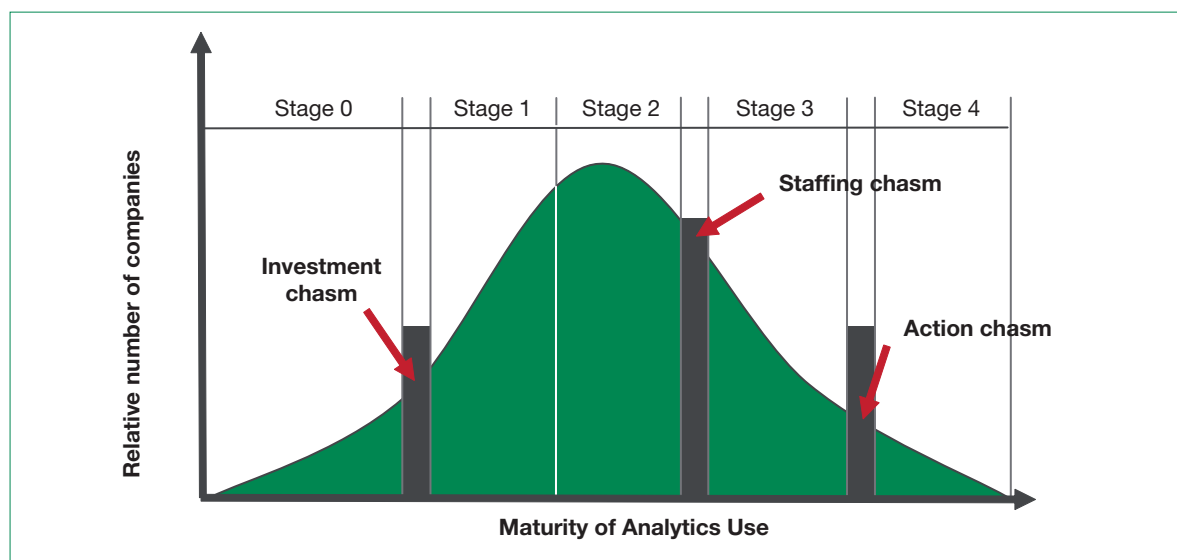 Stage 0
Stage 1
Stage 2
Stage 3
Stage 4
Staffing chasm
Investment
chasm
Action chasm
Relative number of companies
Maturity of Analytics Use